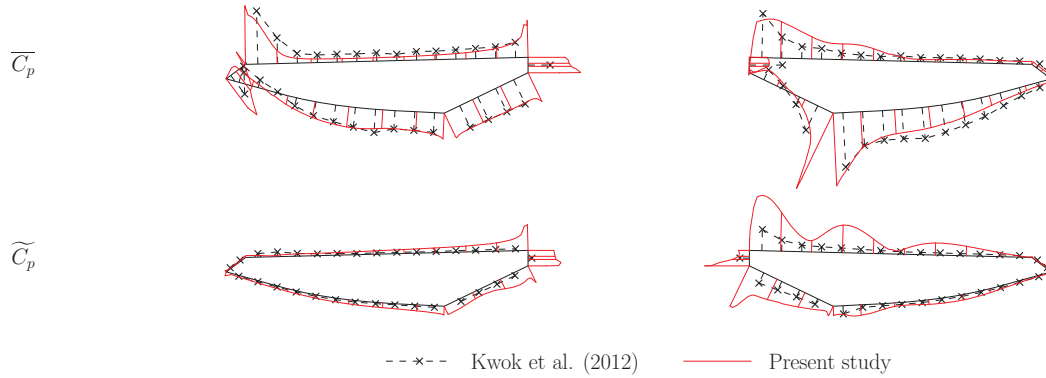 $\overline{C_p}$
$\widetilde{C_p}$
Kwok et al. (2012) Present study